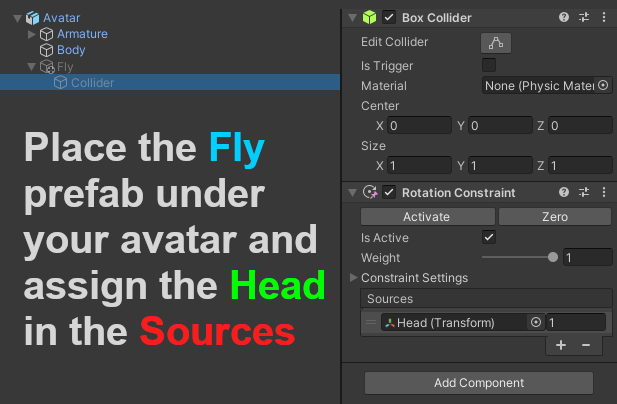 Avatar
Armature
Body
Fly
Collider
Place the Fly
prefab under
your avatar and
assign the Head
in the Sources
Box Collider
Edit Collider
Is Trigger
Material None (Physic Mater
Center
X 0 Y 0 Z 0
Size
X 1 Y 1 Z 1
Rotation Constraint
Activate Zero
Is Active
Weight 1
Constraint Settings
Sources
Head (Transform) 1
+ −
Add Component